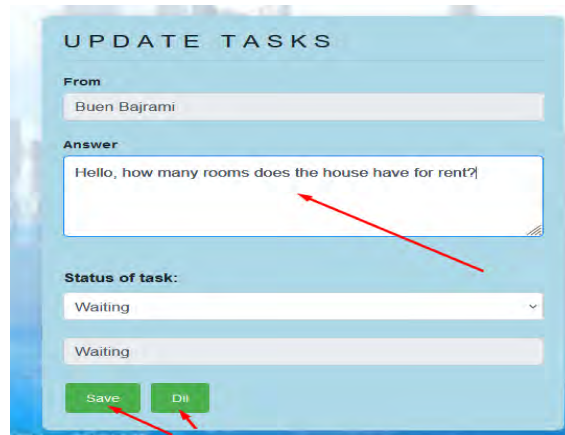 UPDATE TASKS
From
Buen Bajrami
Answer
Hello, how many rooms does the house have for rent?
Status of task:
Waiting
Waiting
Save Dil